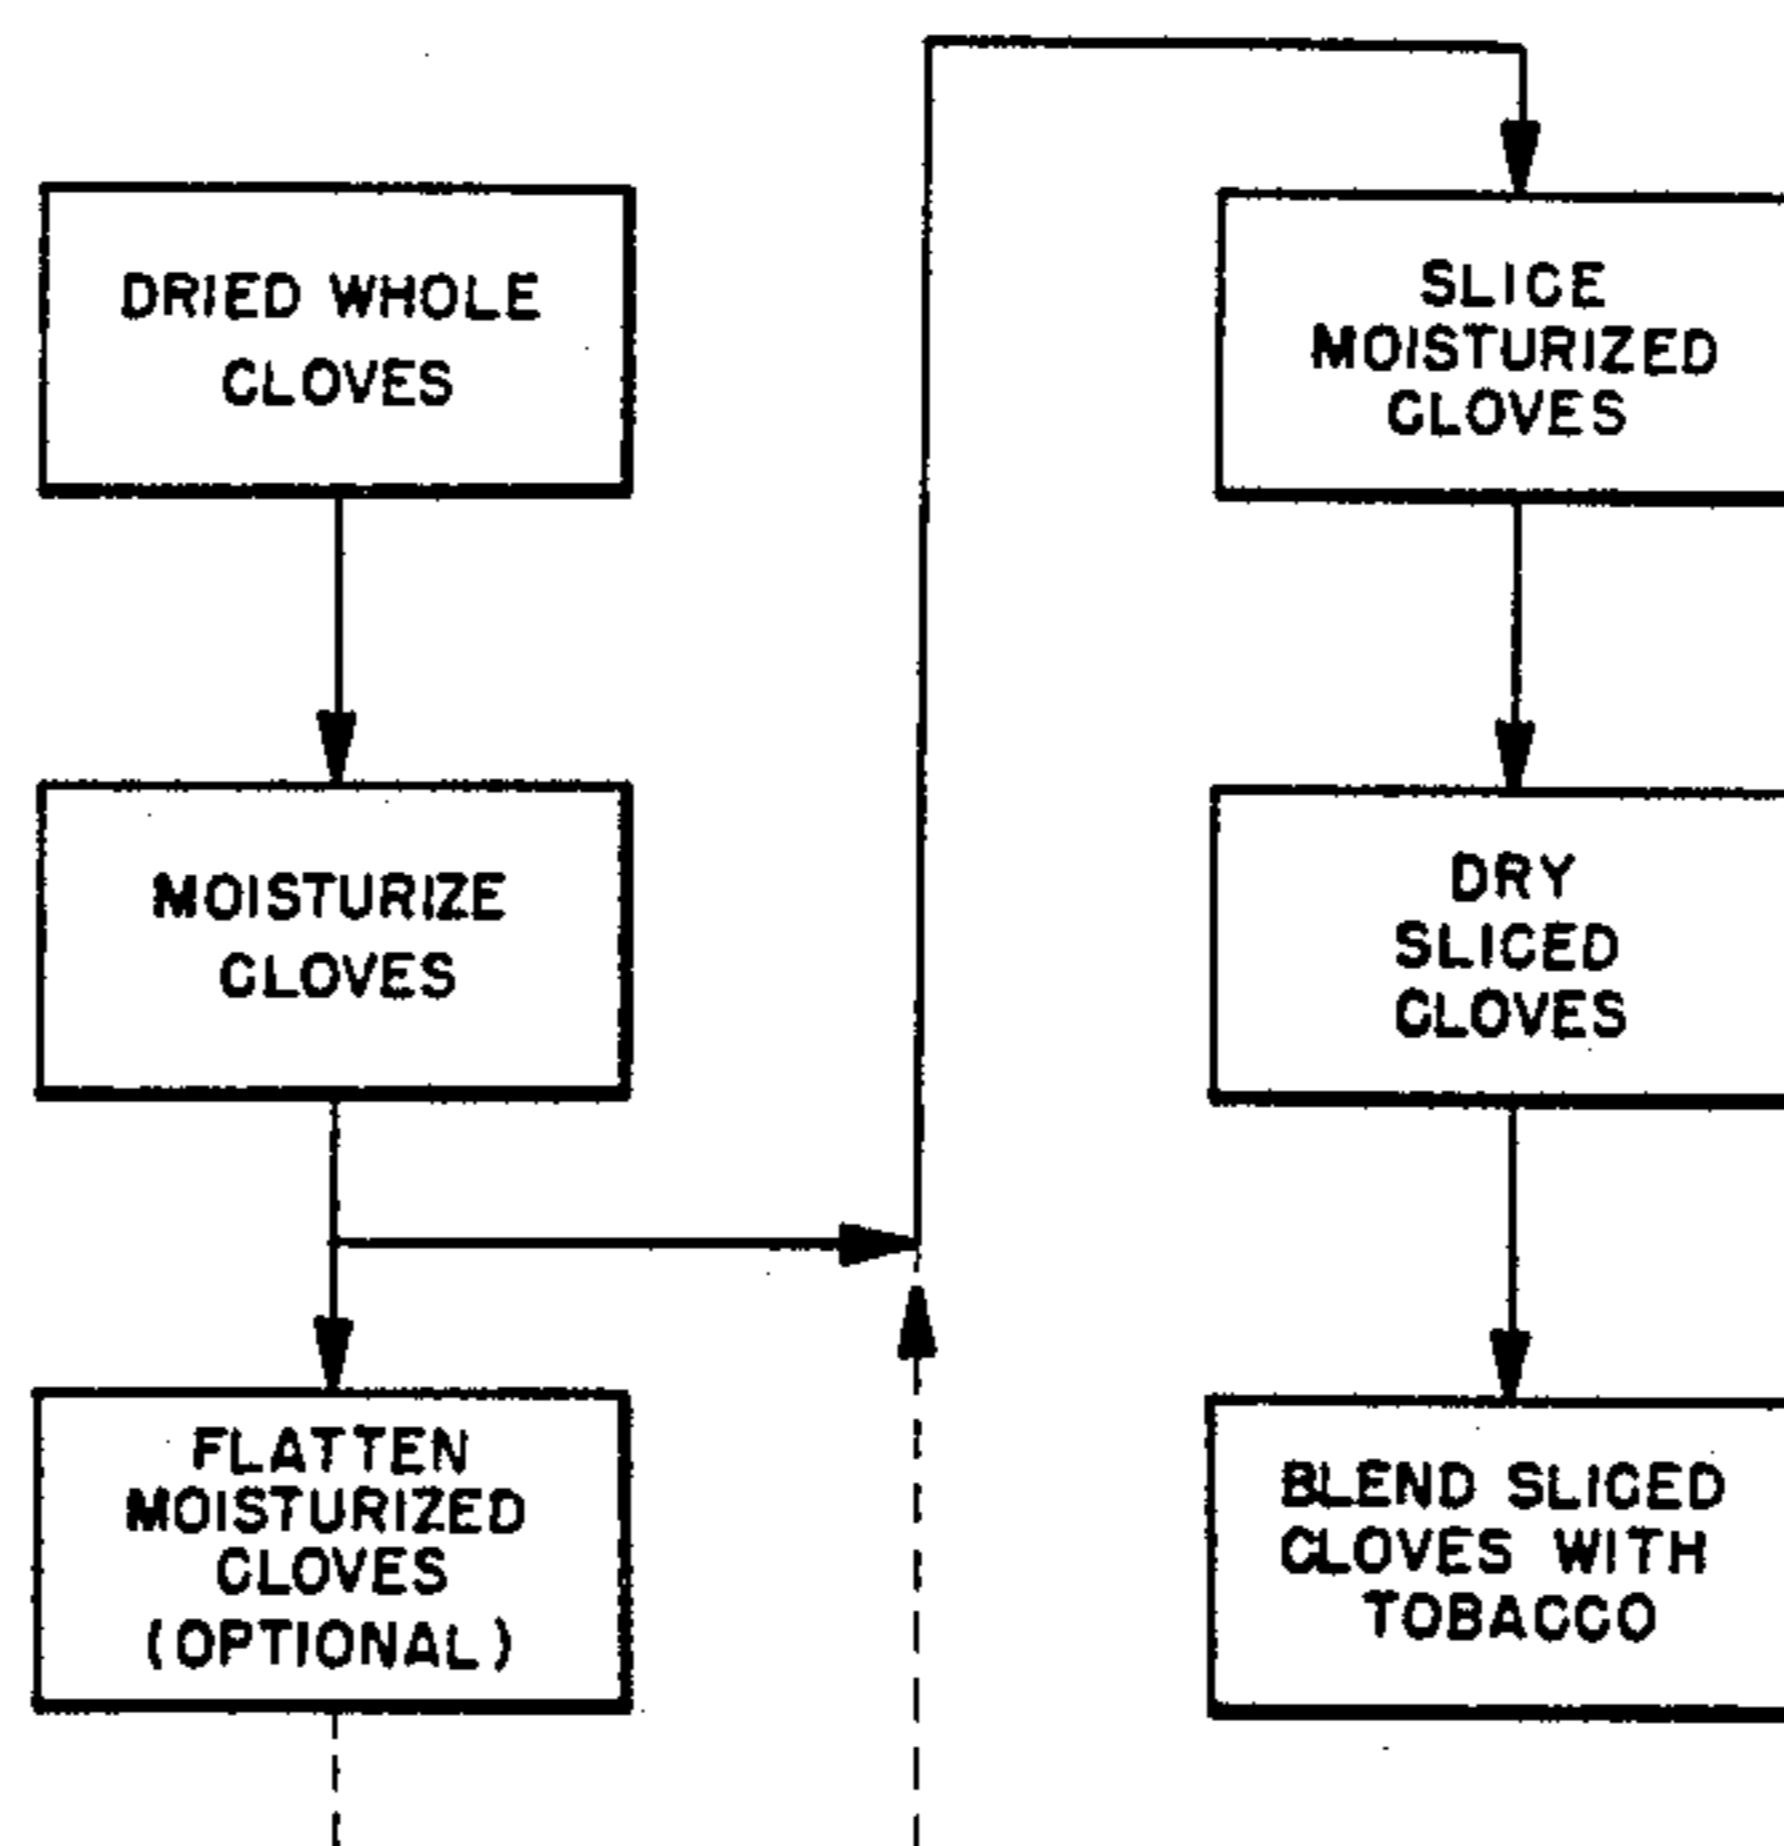 DRIED WHOLE
CLOVES
MOISTURIZE
CLOVES
FLATTEN
MOISTURIZED
CLOVES
(OPTIONAL)
SLICE
MOISTURIZED
CLOVES
DRY
SLICED
CLOVES
BLEND SLICED
CLOVES WITH
TOBACCO